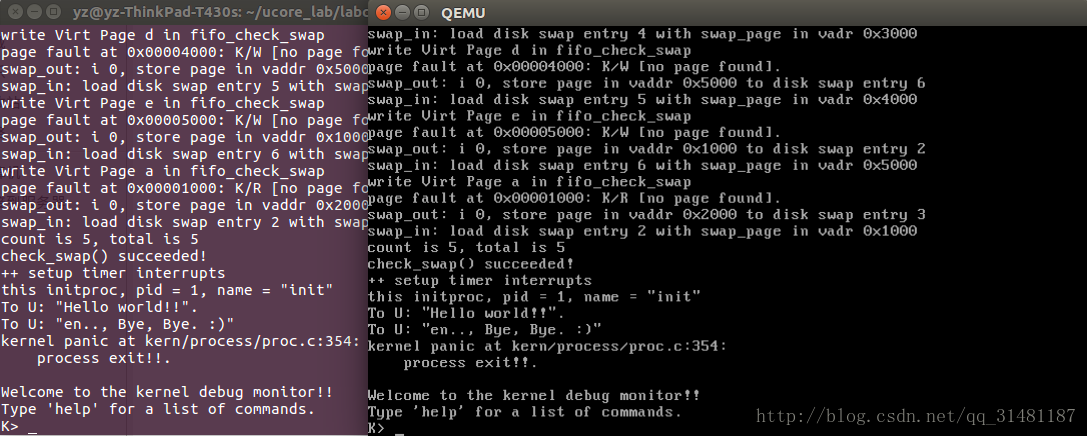 yz@yz-ThinkPad-T430s: ~/ucore_lab/labc
write Virt Page d in fifo_check_swap
page fault at 0x00004000: K/W [no page fo
swap_out: i 0, store page in vaddr 0x5000
swap_in: load disk swap entry 5 with swap
write Virt Page e in fifo_check_swap
page fault at 0x00005000: K/W [no page fo
swap_out: i 0, store page in vaddr 0x1000
swap_in: load disk swap entry 6 with swap
write Virt Page a in fifo_check_swap
page fault at 0x00001000: K/R [no page fo
swap_out: i 0, store page in vaddr 0x2000
swap_in: load disk swap entry 2 with swap
count is 5, total is 5
check_swap() succeeded!
++ setup timer interrupts
this initproc, pid = 1, name = "init"
To U: "Hello world!!".
To U: "en.., Bye, Bye. :)"
kernel panic at kern/process/proc.c:354:
    process exit!!.
Welcome to the kernel debug monitor!!
Type 'help' for a list of commands.
K> _
QEMU
swap_in: load disk swap entry 4 with swap_page in vadr 0x3000
write Virt Page d in fifo_check_swap
page fault at 0x00004000: K/W [no page found].
swap_out: i 0, store page in vaddr 0x5000 to disk swap entry 6
swap_in: load disk swap entry 5 with swap_page in vadr 0x4000
write Virt Page e in fifo_check_swap
page fault at 0x00005000: K/W [no page found].
swap_out: i 0, store page in vaddr 0x1000 to disk swap entry 2
swap_in: load disk swap entry 6 with swap_page in vadr 0x5000
write Virt Page a in fifo_check_swap
page fault at 0x00001000: K/R [no page found].
swap_out: i 0, store page in vaddr 0x2000 to disk swap entry 3
swap_in: load disk swap entry 2 with swap_page in vadr 0x1000
count is 5, total is 5
check_swap() succeeded!
++ setup timer interrupts
this initproc, pid = 1, name = "init"
To U: "Hello world!!".
To U: "en.., Bye, Bye. :)"
kernel panic at kern/process/proc.c:354:
    process exit!!.
Welcome to the kernel debug monitor!!
Type 'help' for a list of commands.
K> _
http://blog.csdn.net/qq_31481187